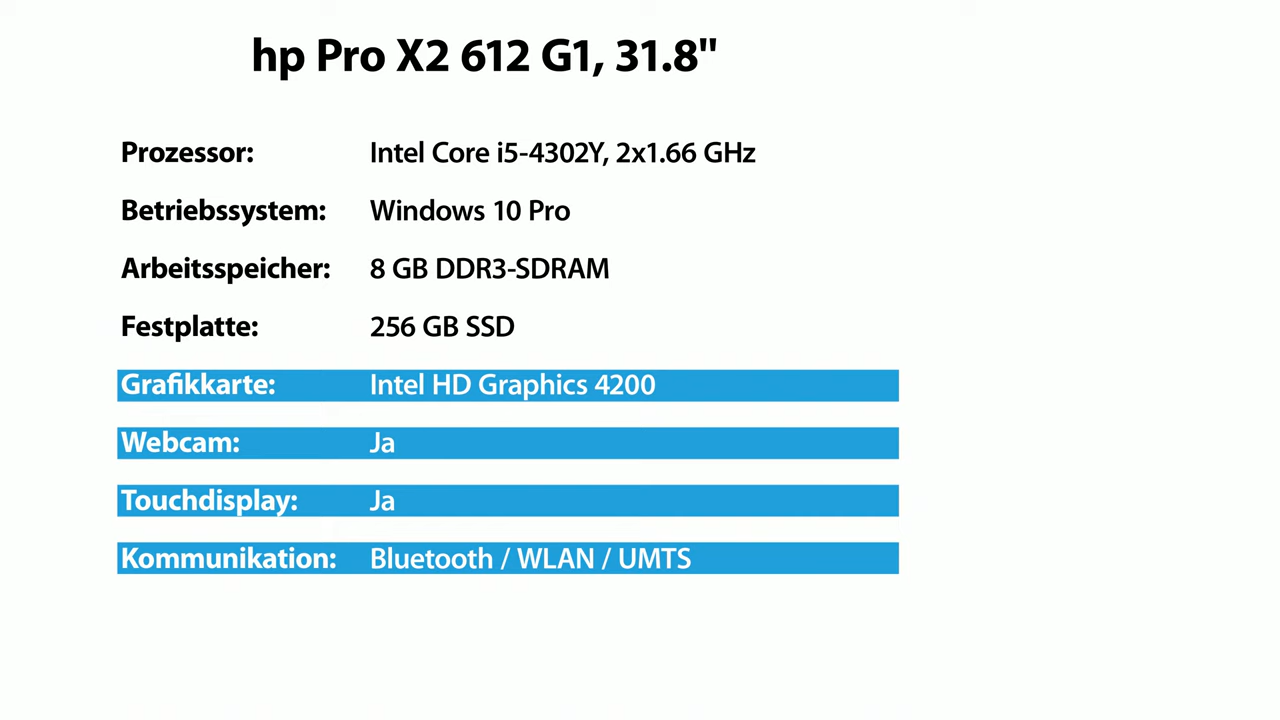 hp Pro X2 612 G1, 31.8"
Prozessor: Intel Core i5-4302Y, 2x1.66 GHz
Betriebssystem: Windows 10 Pro
Arbeitsspeicher: 8 GB DDR3-SDRAM
Festplatte: 256 GB SSD
Grafikkarte: Intel HD Graphics 4200
Webcam: Ja
Touchdisplay: Ja
Kommunikation: Bluetooth / WLAN / UMTS